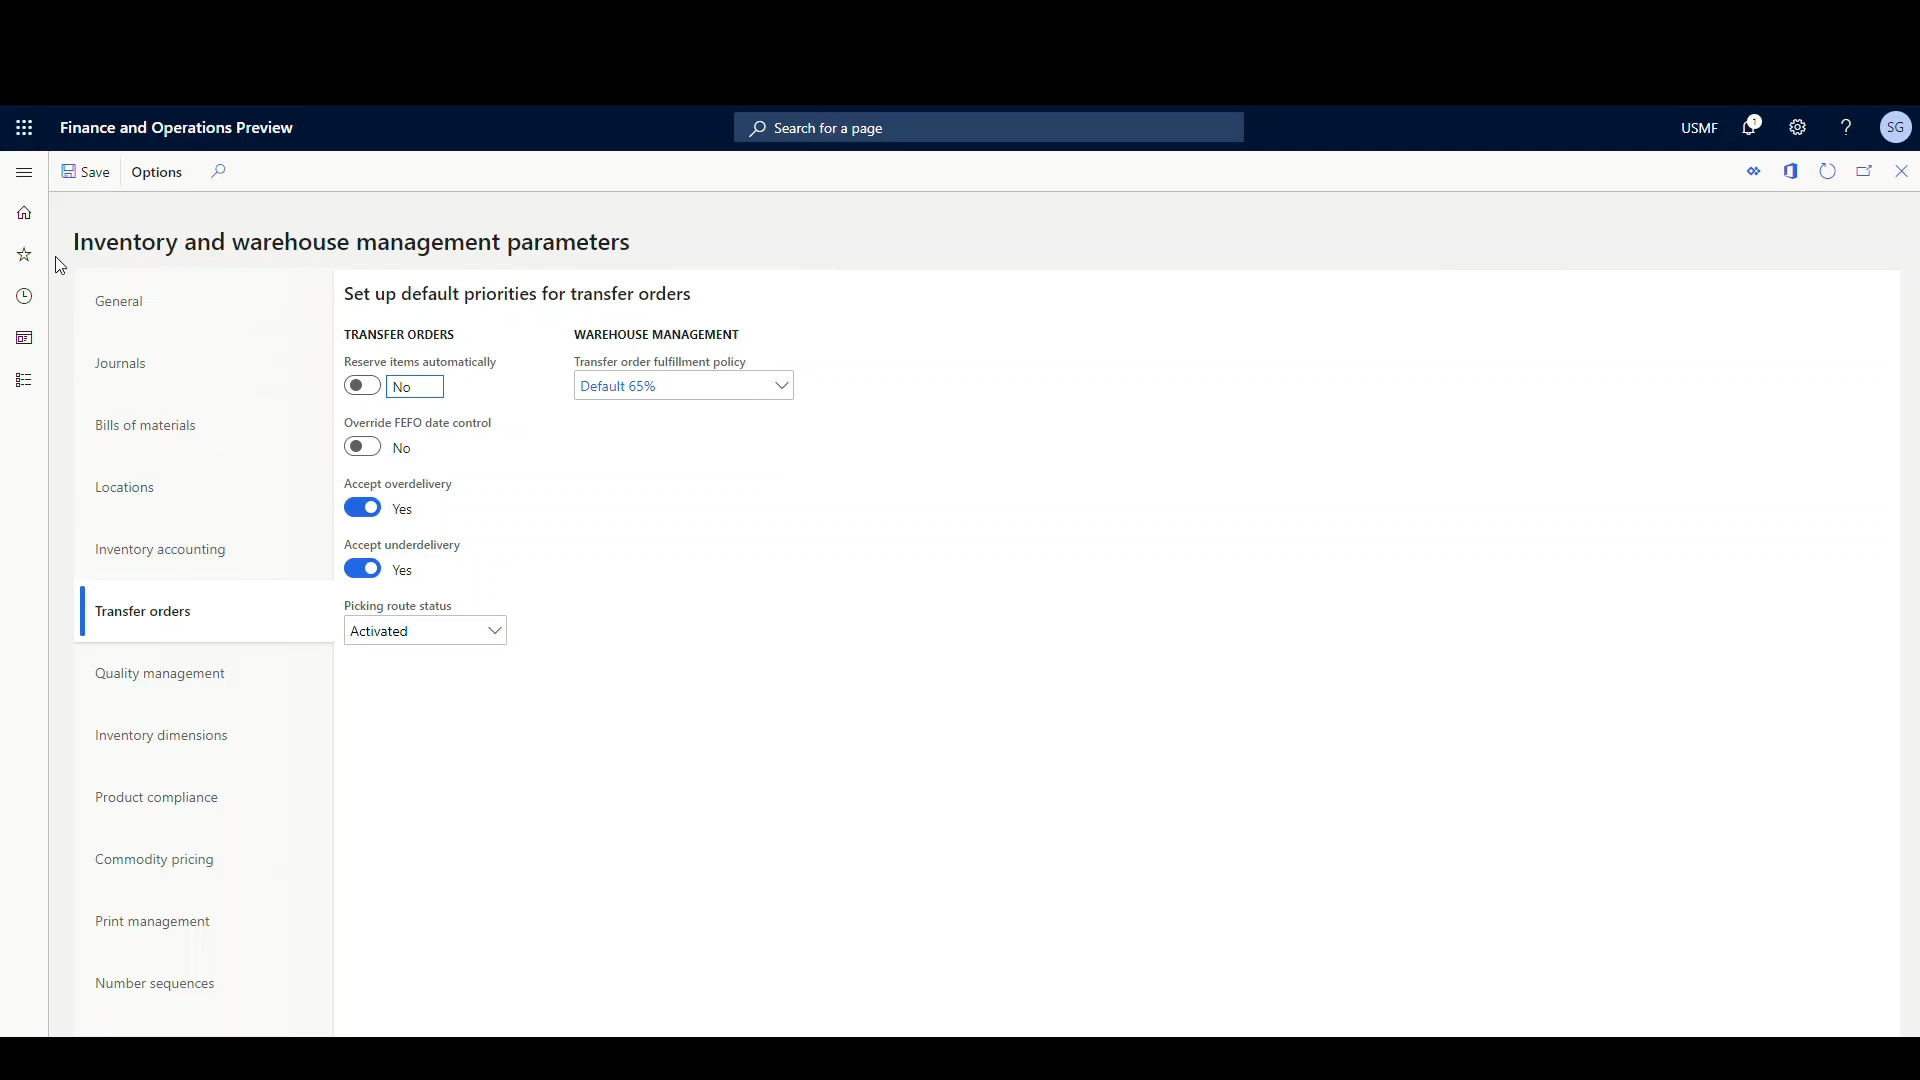 Finance and Operations Preview
Search for a page
USMF
1
?
SG
Save
Options
Inventory and warehouse management parameters
General
Journals
Bills of materials
Locations
Inventory accounting
Transfer orders
Quality management
Inventory dimensions
Product compliance
Commodity pricing
Print management
Number sequences
Set up default priorities for transfer orders
TRANSFER ORDERS
Reserve items automatically
No
Override FEFO date control
No
Accept overdelivery
Yes
Accept underdelivery
Yes
Picking route status
Activated
WAREHOUSE MANAGEMENT
Transfer order fulfillment policy
Default 65%